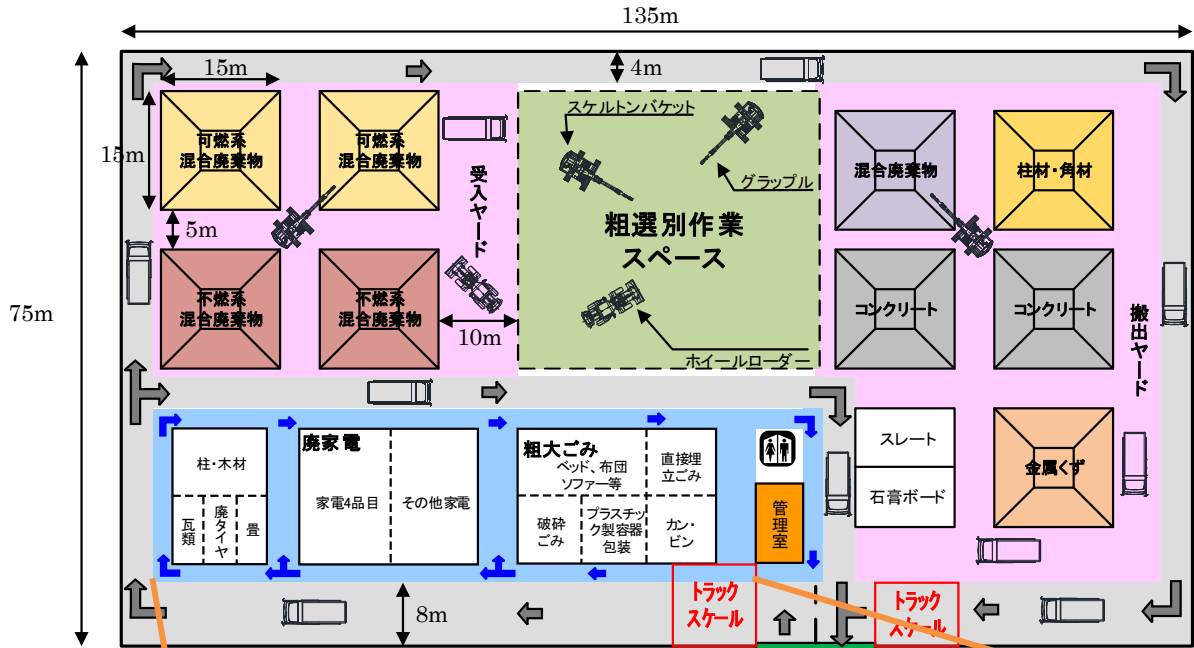 135m
15m
4m
75m
15m
可燃系
混合廃棄物
可燃系
混合廃棄物
受入ヤード
スケルトンバケット
グラップル
粗選別作業
スペース
混合廃棄物
柱材・角材
5m
不燃系
混合廃棄物
不燃系
混合廃棄物
10m
ホイールローダー
コンクリート
コンクリート
搬出ヤード
柱・木材
瓦類
廃タイヤ
畳
廃家電
家電4品目
その他家電
粗大ごみ
ベッド、布団
ソファー等
直接埋
立ごみ
破砕
ごみ
プラスチッ
ク製容器
包装
カン・
ビン
管理室
スレート
石膏ボード
金属くず
8m
トラック
スケール
トラック
スケール